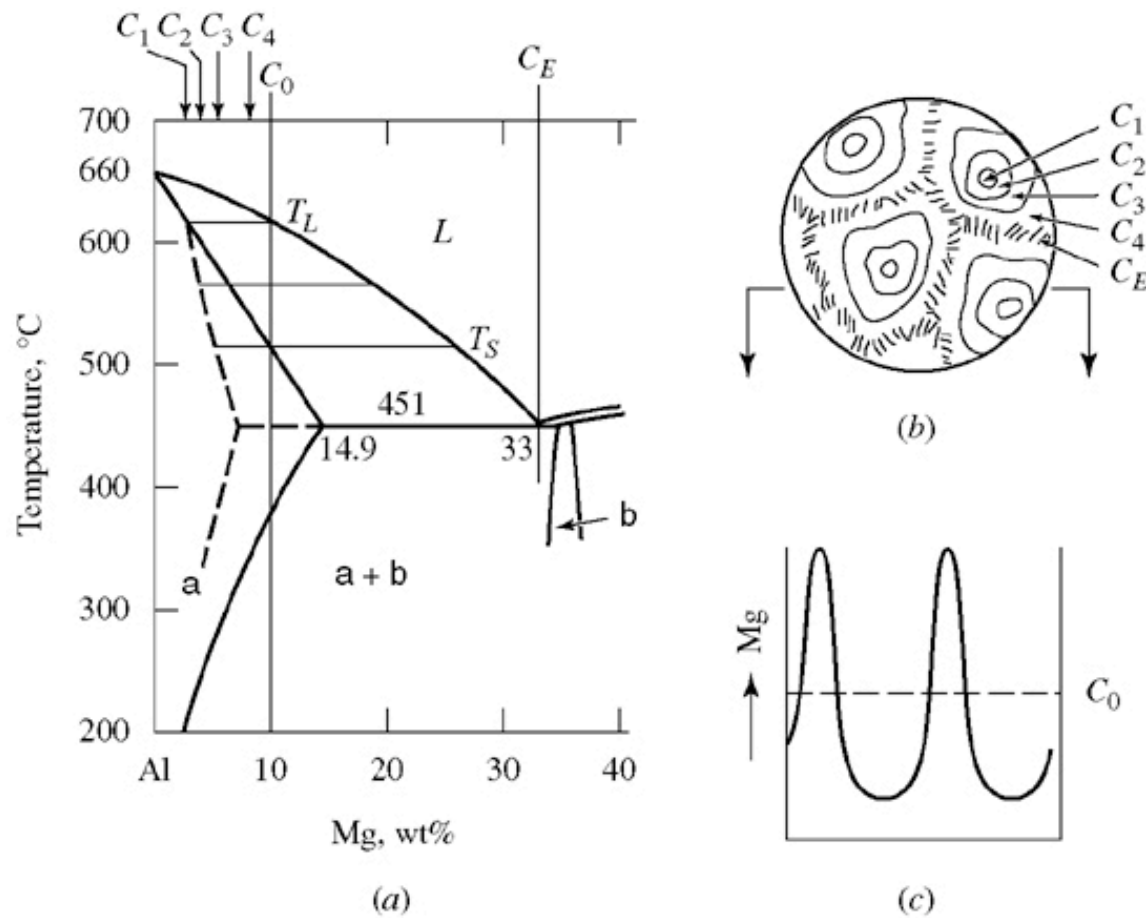 C1 C2 C3 C4
C0
CE
700
660
600
500
400
300
200
Temperature, °C
TL
L
TS
451
14.9
33
b
a
a + b
Al
10
20
30
40
Mg, wt%
(a)
C1
C2
C3
C4
CE
(b)
Mg
C0
(c)